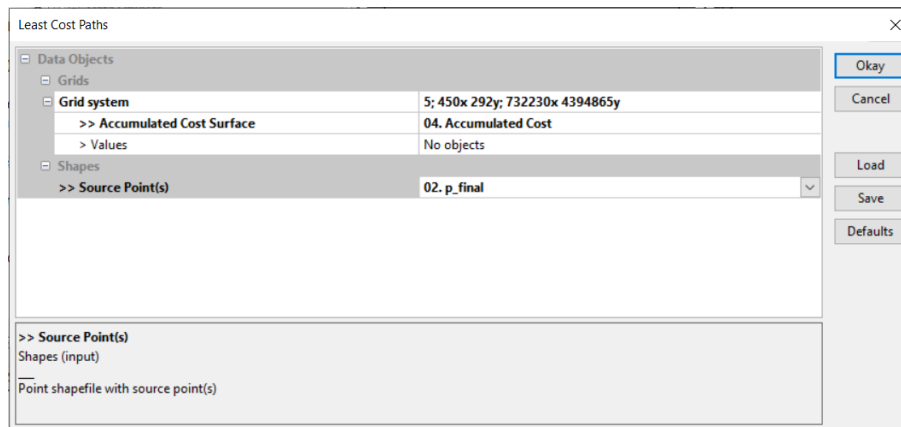 Least Cost Paths
Data Objects
Grids
Grid system 5; 450x 292y; 732230x 4394865y
>> Accumulated Cost Surface 04. Accumulated Cost
> Values No objects
Shapes
>> Source Point(s) 02. p_final
Okay
Cancel
Load
Save
Defaults
>> Source Point(s)
Shapes (input)
__
Point shapefile with source point(s)